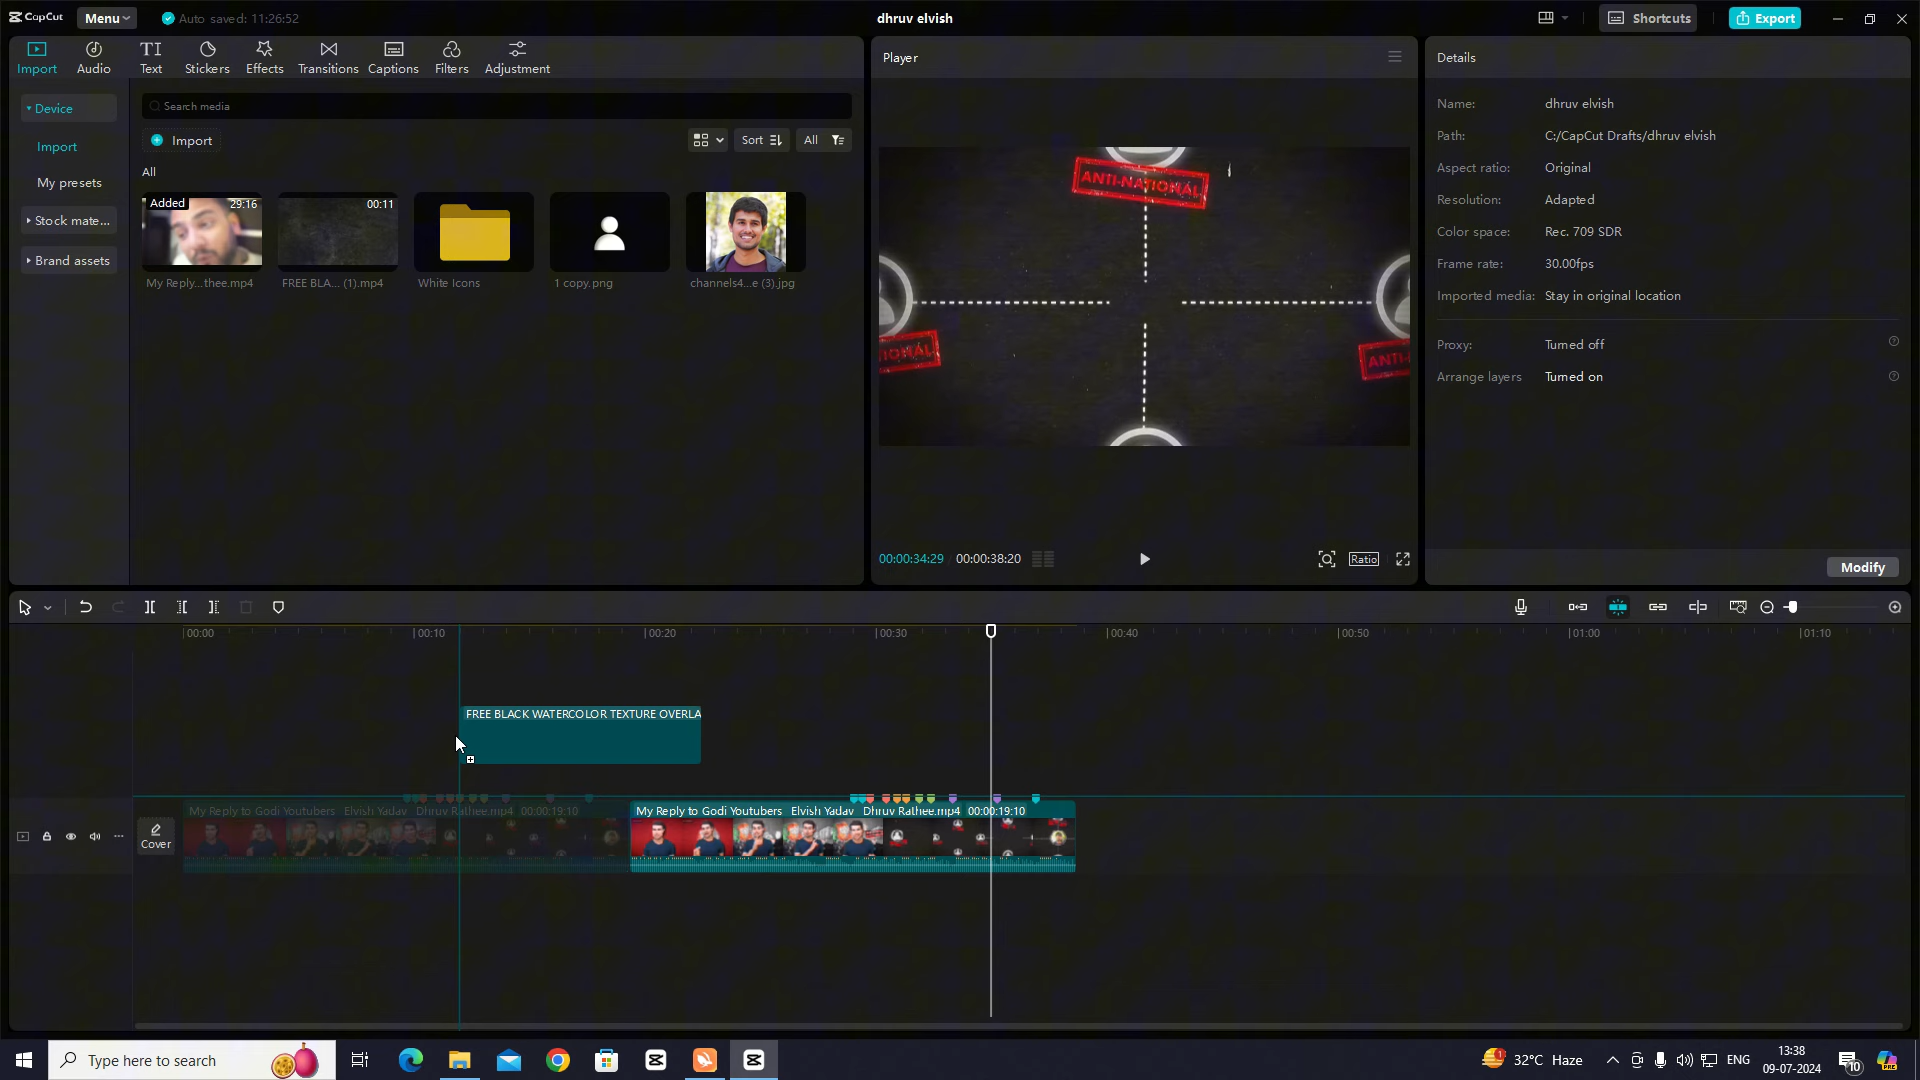 CapCut
Menu
Auto saved: 11:26:52
dhruv elvish
Shortcuts
Export
Import
Audio
TI
Text
Stickers
Effects
Transitions
Captions
Filters
Adjustment
Device
Import
My presets
Stock mate...
Brand assets
Search media
Import
Sort
All
All
Added
29:16
00:11
My Reply...thee.mp4
FREE BLA... (1).mp4
White Icons
1 copy.png
channels4...e (3).jpg
Player
ANTI-NATIONAL
IONAL
ANTI-
00:00:34:29
00:00:38:20
Ratio
Details
Name: dhruv elvish
Path: C:/CapCut Drafts/dhruv elvish
Aspect ratio: Original
Resolution: Adapted
Color space: Rec. 709 SDR
Frame rate: 30.00fps
Imported media: Stay in original location
Proxy: Turned off
Arrange layers Turned on
Modify
00:00
00:10
00:20
00:30
00:40
00:50
01:00
01:10
FREE BLACK WATERCOLOR TEXTURE OVERLA
Cover
My Reply to Godi Youtubers Elvish Yadav Dhruv Rathee.mp4 00:00:19:10
My Reply to Godi Youtubers Elvish Yadav Dhruv Rathee.mp4 00:00:19:10
Type here to search
1
32°C Haze
ENG
13:38
09-07-2024
10
PRE